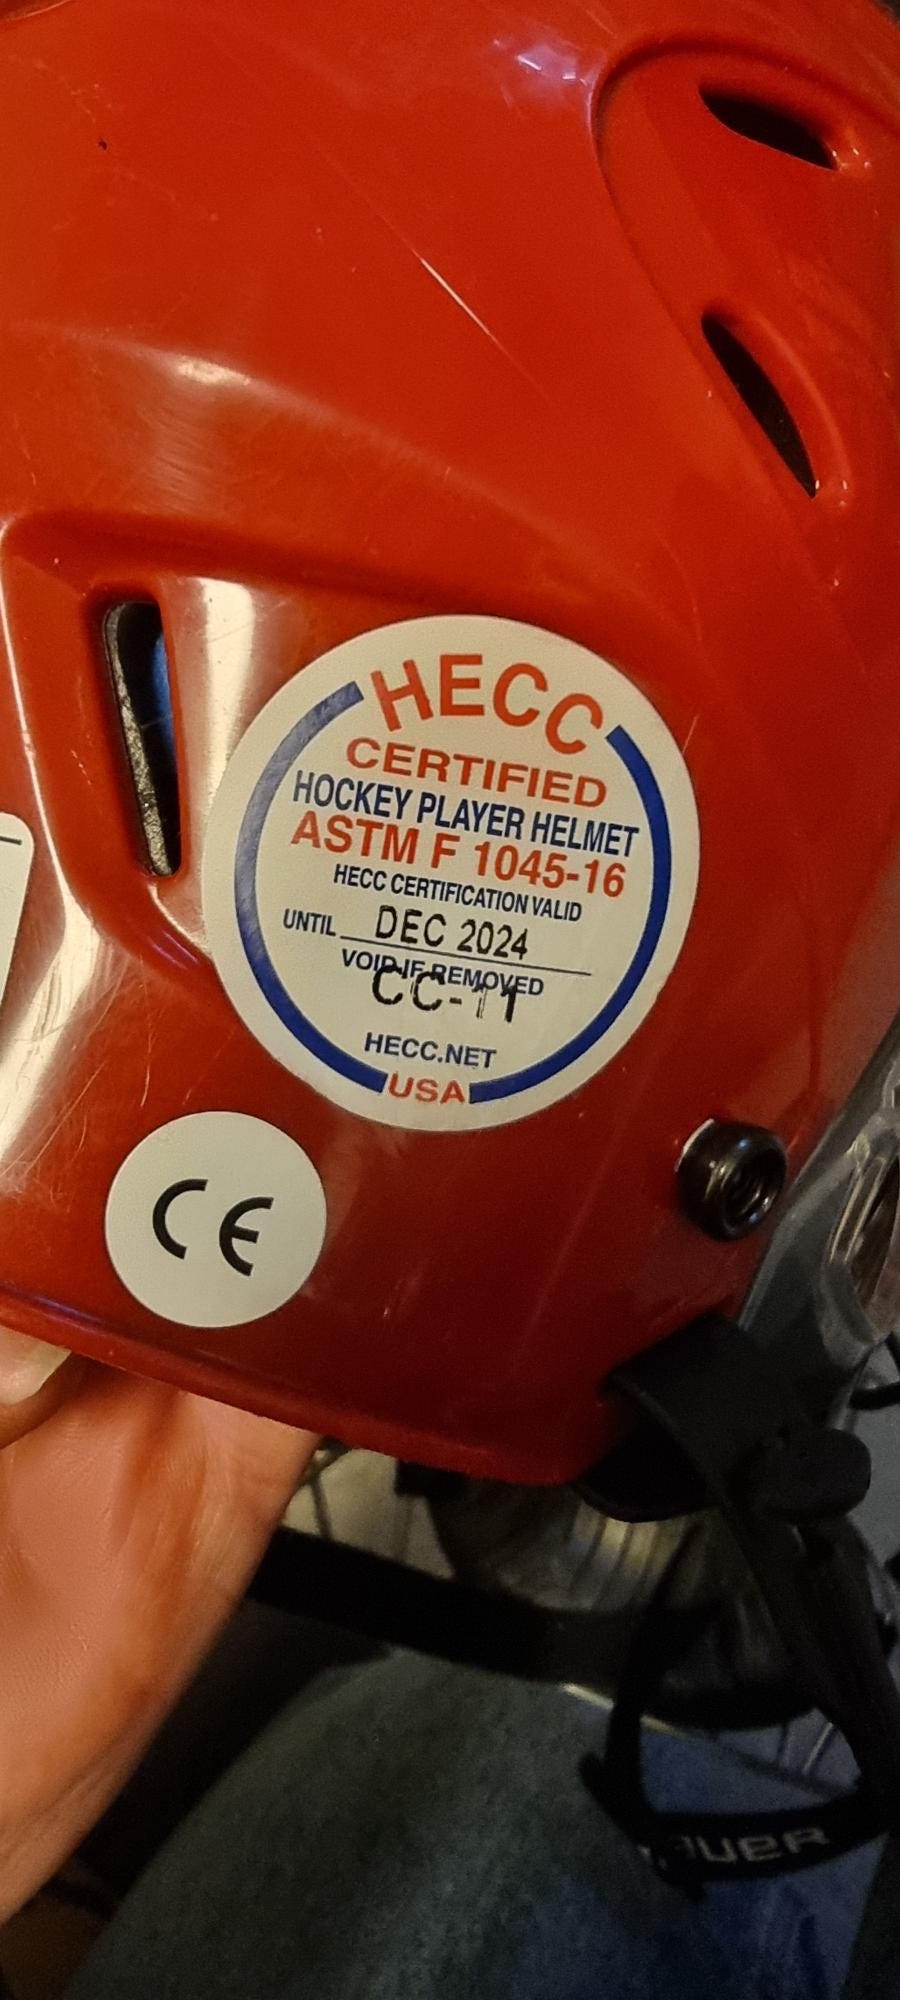 HECC
CERTIFIED
HOCKEY PLAYER HELMET
ASTM F 1045-16
HECC CERTIFICATION VALID
UNTIL DEC 2024
VOID IF REMOVED
CC-11
HECC.NET
USA
CE